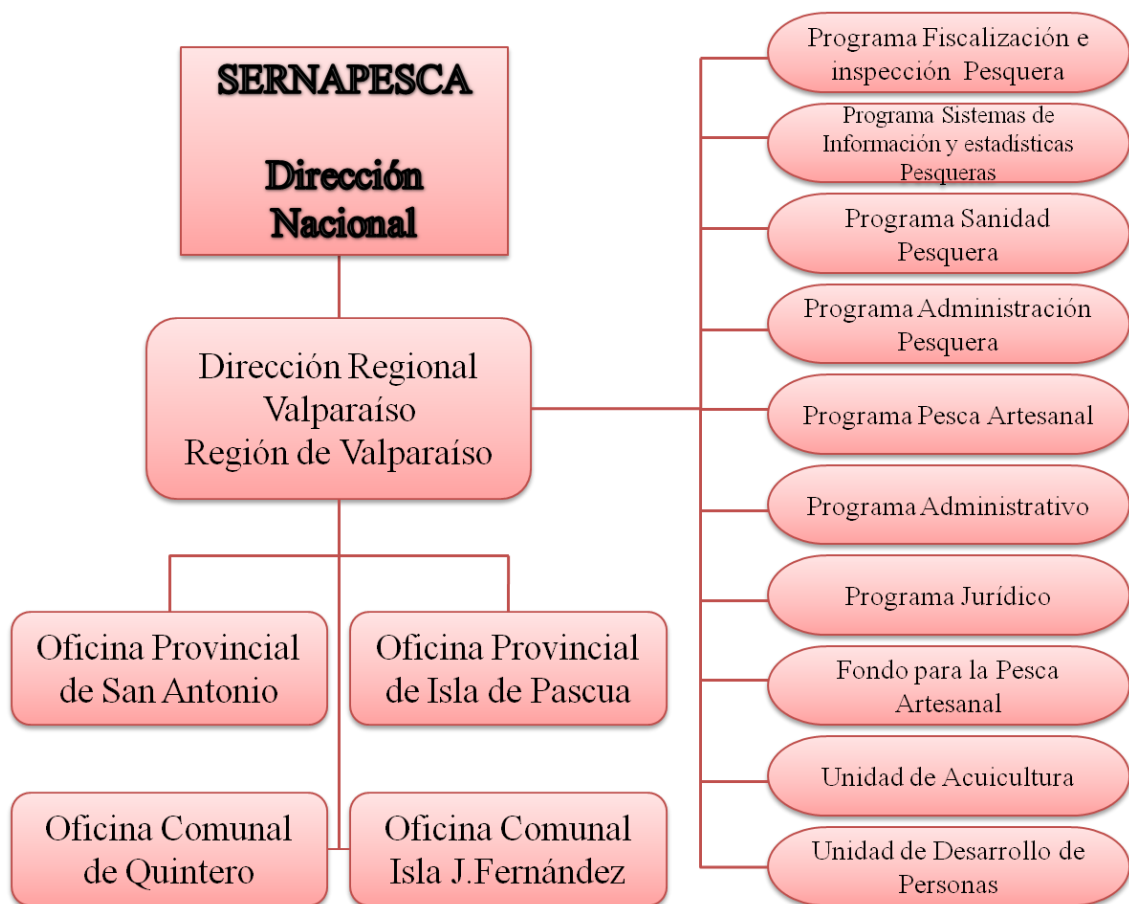 SERNAPESCA
Dirección
Nacional
Dirección Regional
Valparaíso
Región de Valparaíso
Oficina Provincial
de San Antonio
Oficina Provincial
de Isla de Pascua
Oficina Comunal
de Quintero
Oficina Comunal
Isla J.Fernández
Programa Fiscalización e
inspección Pesquera
Programa Sistemas de
Información y estadísticas
Pesqueras
Programa Sanidad
Pesquera
Programa Administración
Pesquera
Programa Pesca Artesanal
Programa Administrativo
Programa Jurídico
Fondo para la Pesca
Artesanal
Unidad de Acuicultura
Unidad de Desarrollo de
Personas